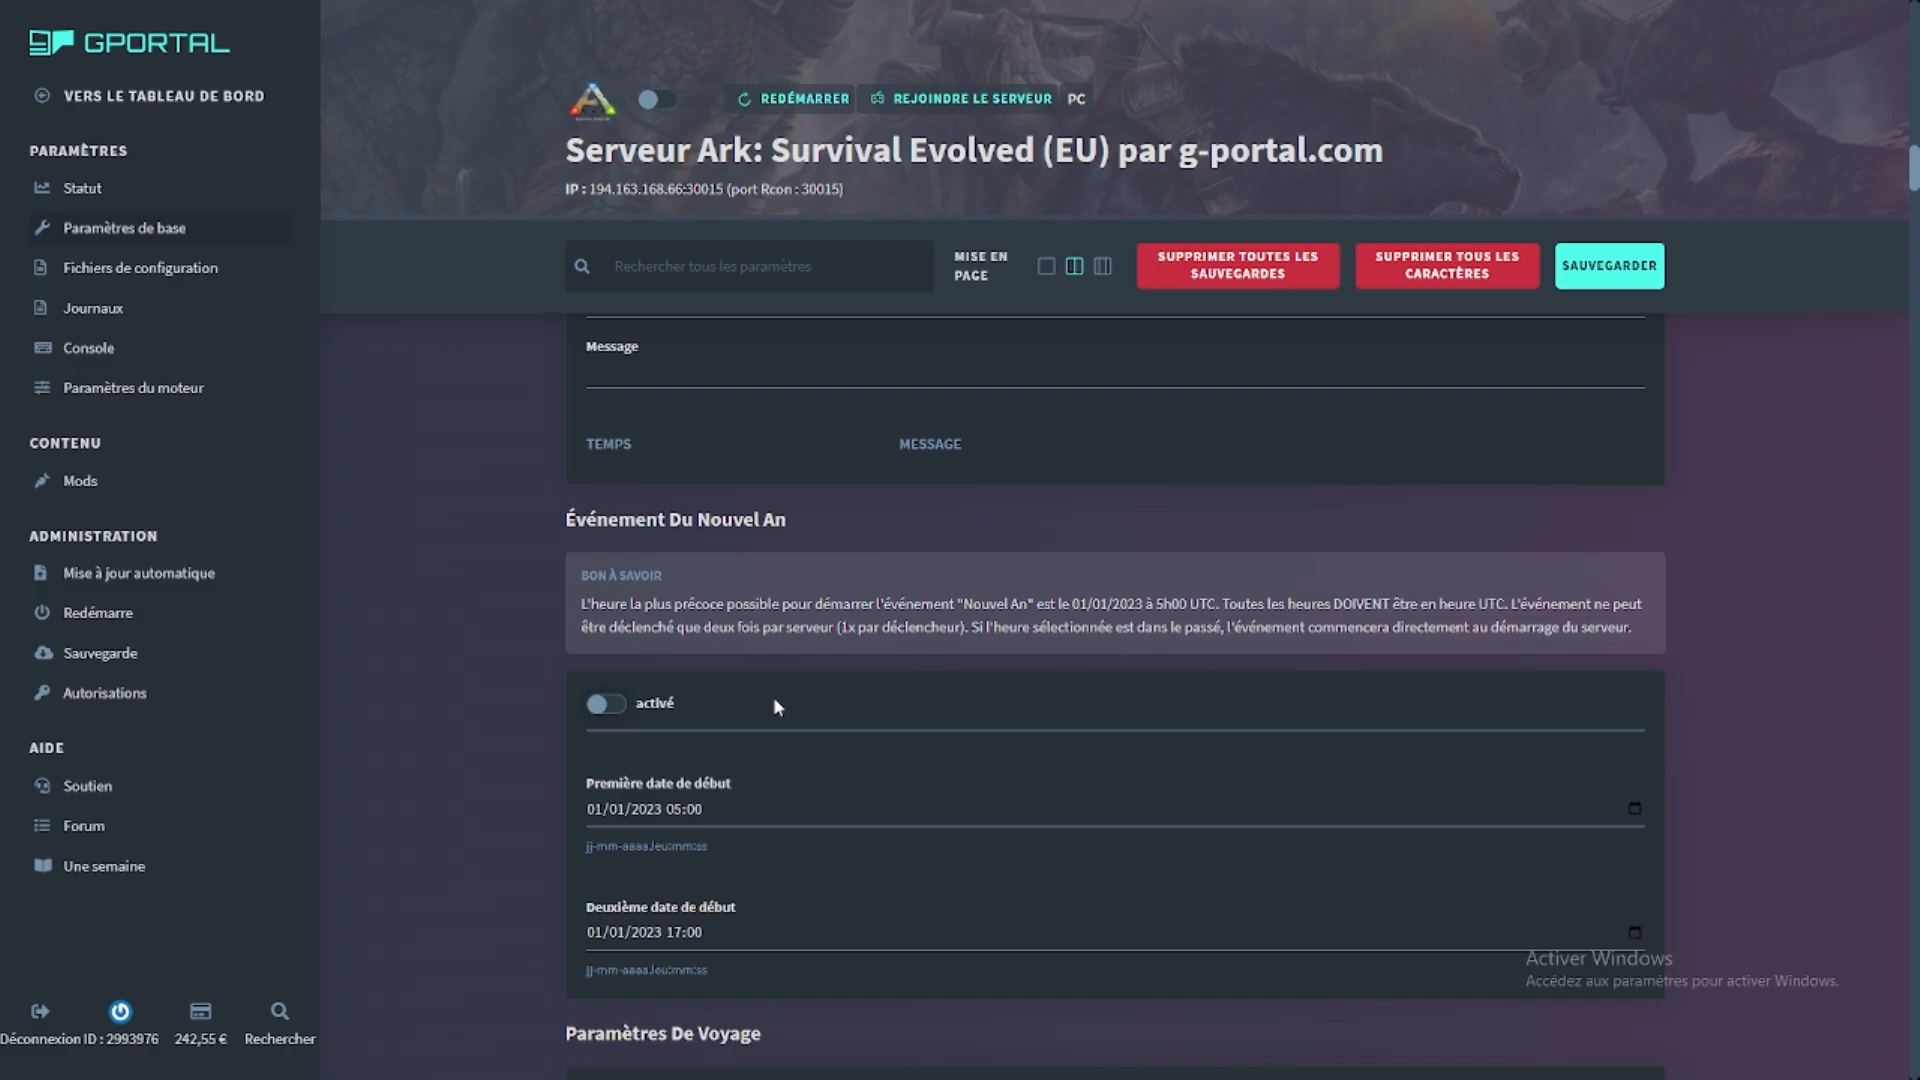 GPORTAL
VERS LE TABLEAU DE BORD
PARAMÈTRES
Statut
Paramètres de base
Fichiers de configuration
Journaux
Console
Paramètres du moteur
CONTENU
Mods
ADMINISTRATION
Mise à jour automatique
Redémarre
Sauvegarde
Autorisations
AIDE
Soutien
Forum
Une semaine
Déconnexion ID : 2993976 242,55 € Rechercher
REDÉMARRER REJOINDRE LE SERVEUR PC
Serveur Ark: Survival Evolved (EU) par g-portal.com
IP : 194.163.168.66:30015 (port Rcon : 30015)
Rechercher tous les paramètres
MISE EN
PAGE
SUPPRIMER TOUTES LES
SAUVEGARDES
SUPPRIMER TOUS LES
CARACTÈRES
SAUVEGARDER
Message
TEMPS MESSAGE
Événement Du Nouvel An
BON À SAVOIR
L'heure la plus précoce possible pour démarrer l'événement "Nouvel An" est le 01/01/2023 à 5h00 UTC. Toutes les heures DOIVENT être en heure UTC. L'événement ne peut
être déclenché que deux fois par serveur (1x par déclencheur). Si l'heure sélectionnée est dans le passé, l'événement commencera directement au démarrage du serveur.
activé
Première date de début
01/01/2023 05:00
Deuxième date de début
01/01/2023 17:00
Activer Windows
Accédez aux paramètres pour activer Windows.
Paramètres De Voyage